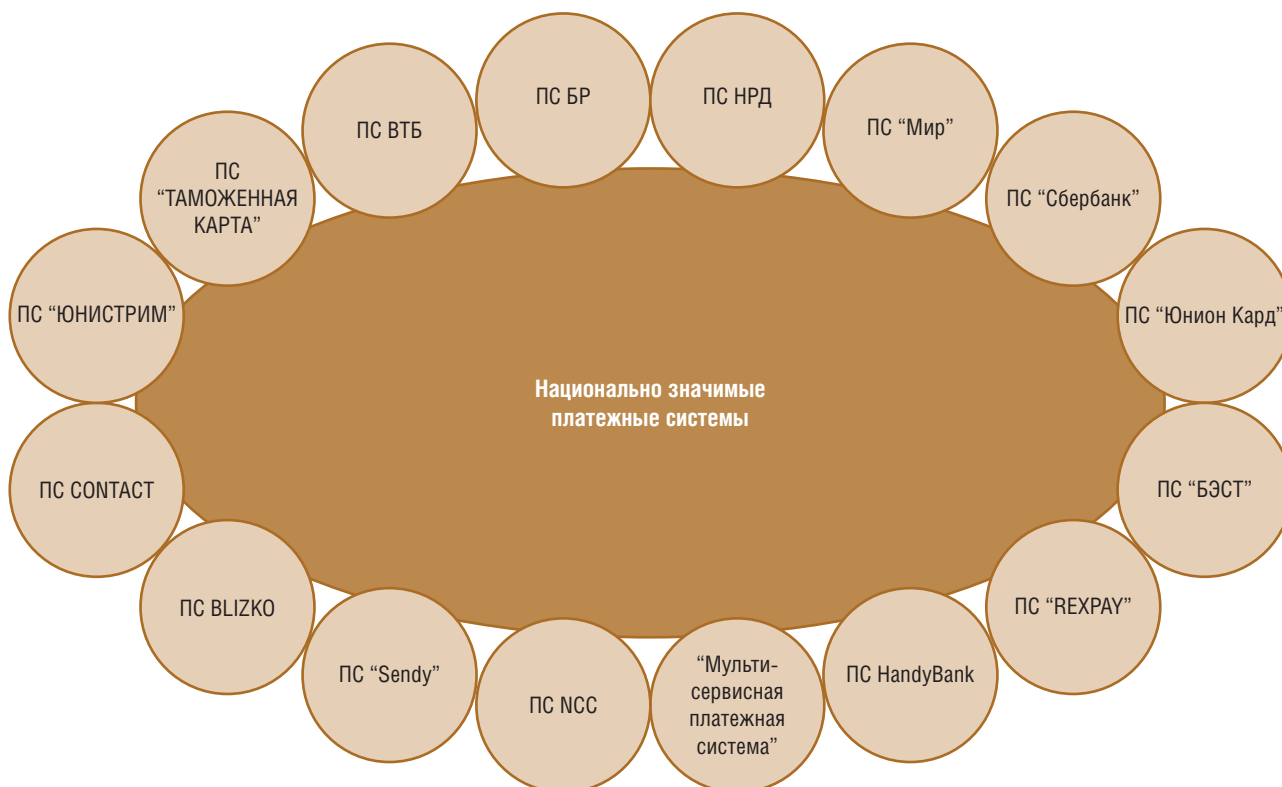 ПС БР
ПС НРД
ПС ВТБ
ПС “Мир”
ПС
“ТАМОЖЕННАЯ
КАРТА”
ПС “Сбербанк”
ПС “ЮНИСТРИМ”
ПС “Юнион Кард”
Национально значимые
платежные системы
ПС CONTACT
ПС “БЭСТ”
ПС BLIZKO
ПС “REXPAY”
ПС “Sendy”
ПС NCC
“Мульти-
сервисная
платежная
система”
ПС HandyBank